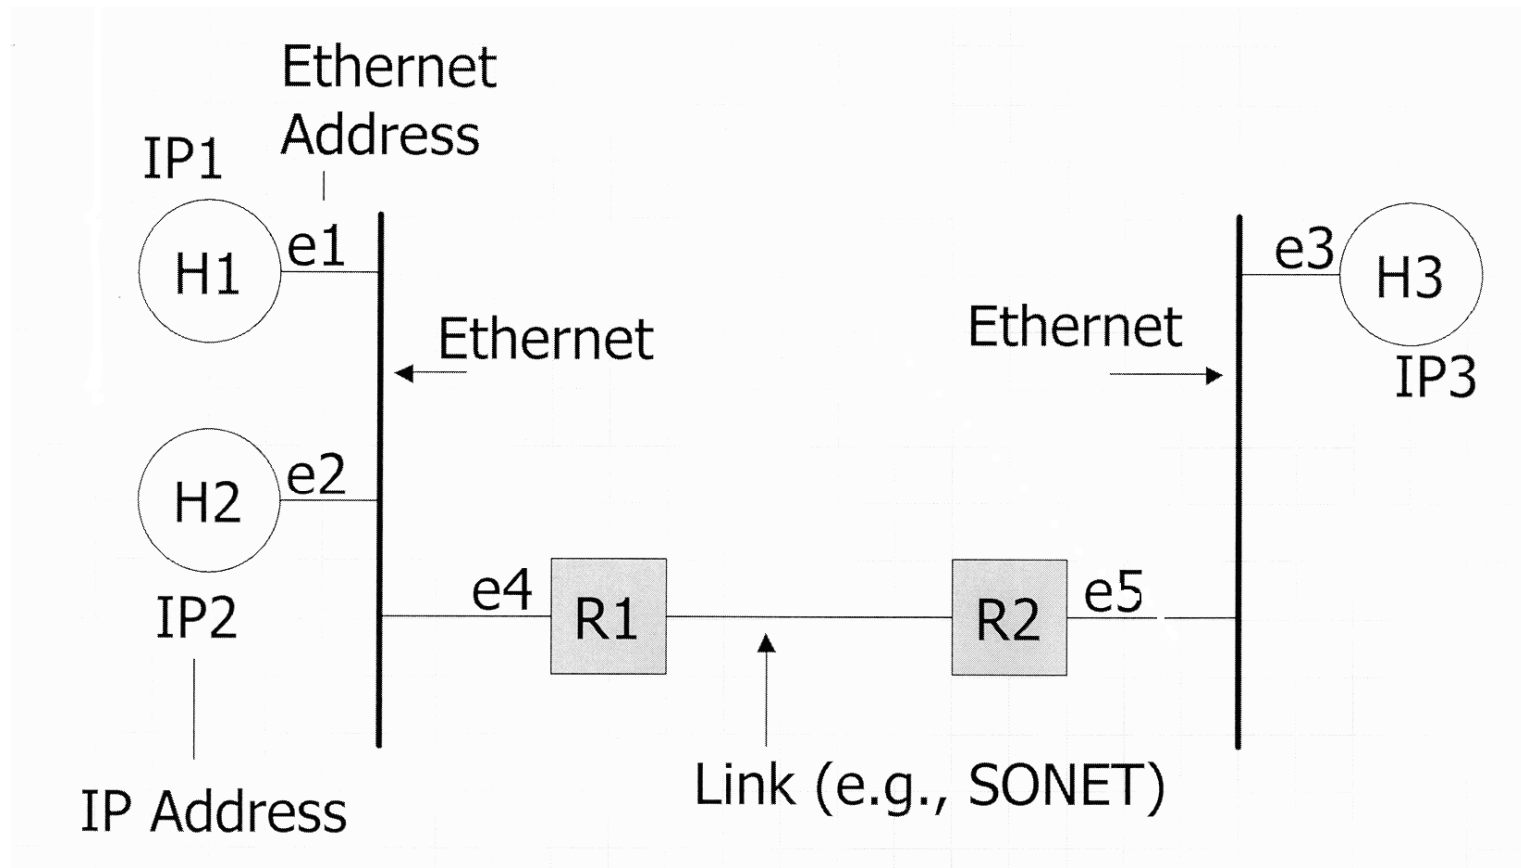 Ethernet
Address
IP1
H1
e1
Ethernet
H2
e2
IP2
IP Address
e4
R1
Link (e.g., SONET)
R2
e5
Ethernet
e3
H3
IP3